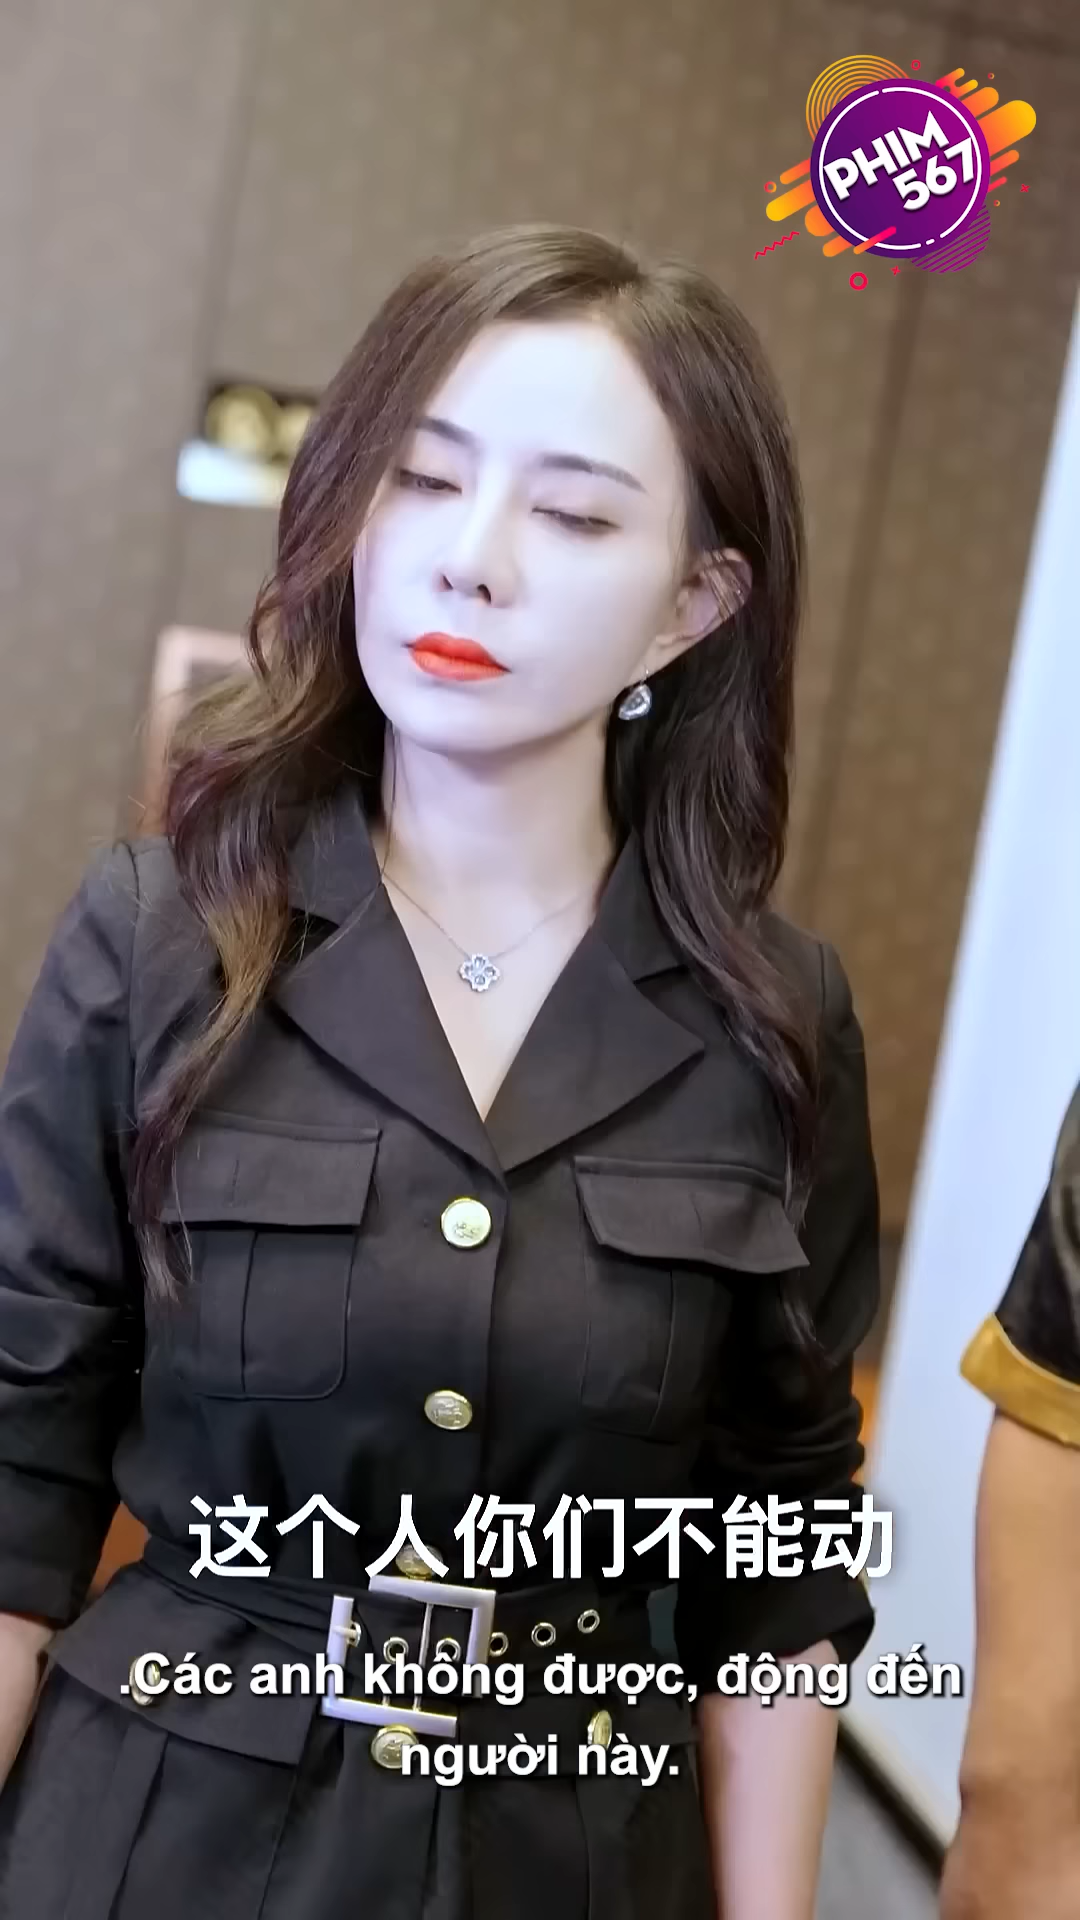 PHIM
567
这个人你们不能动
.Các anh không được, động đến
người này.